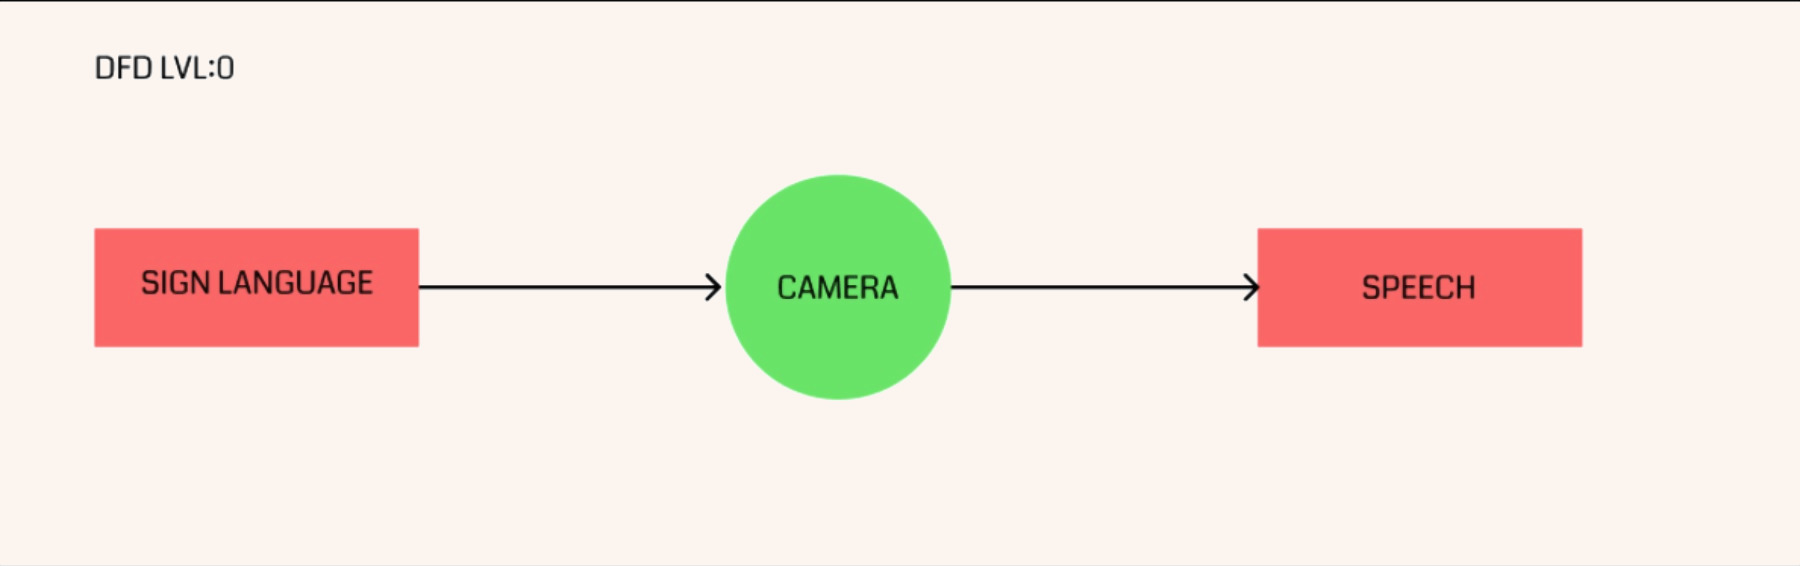 DFD LVL:0
SIGN LANGUAGE
CAMERA
SPEECH